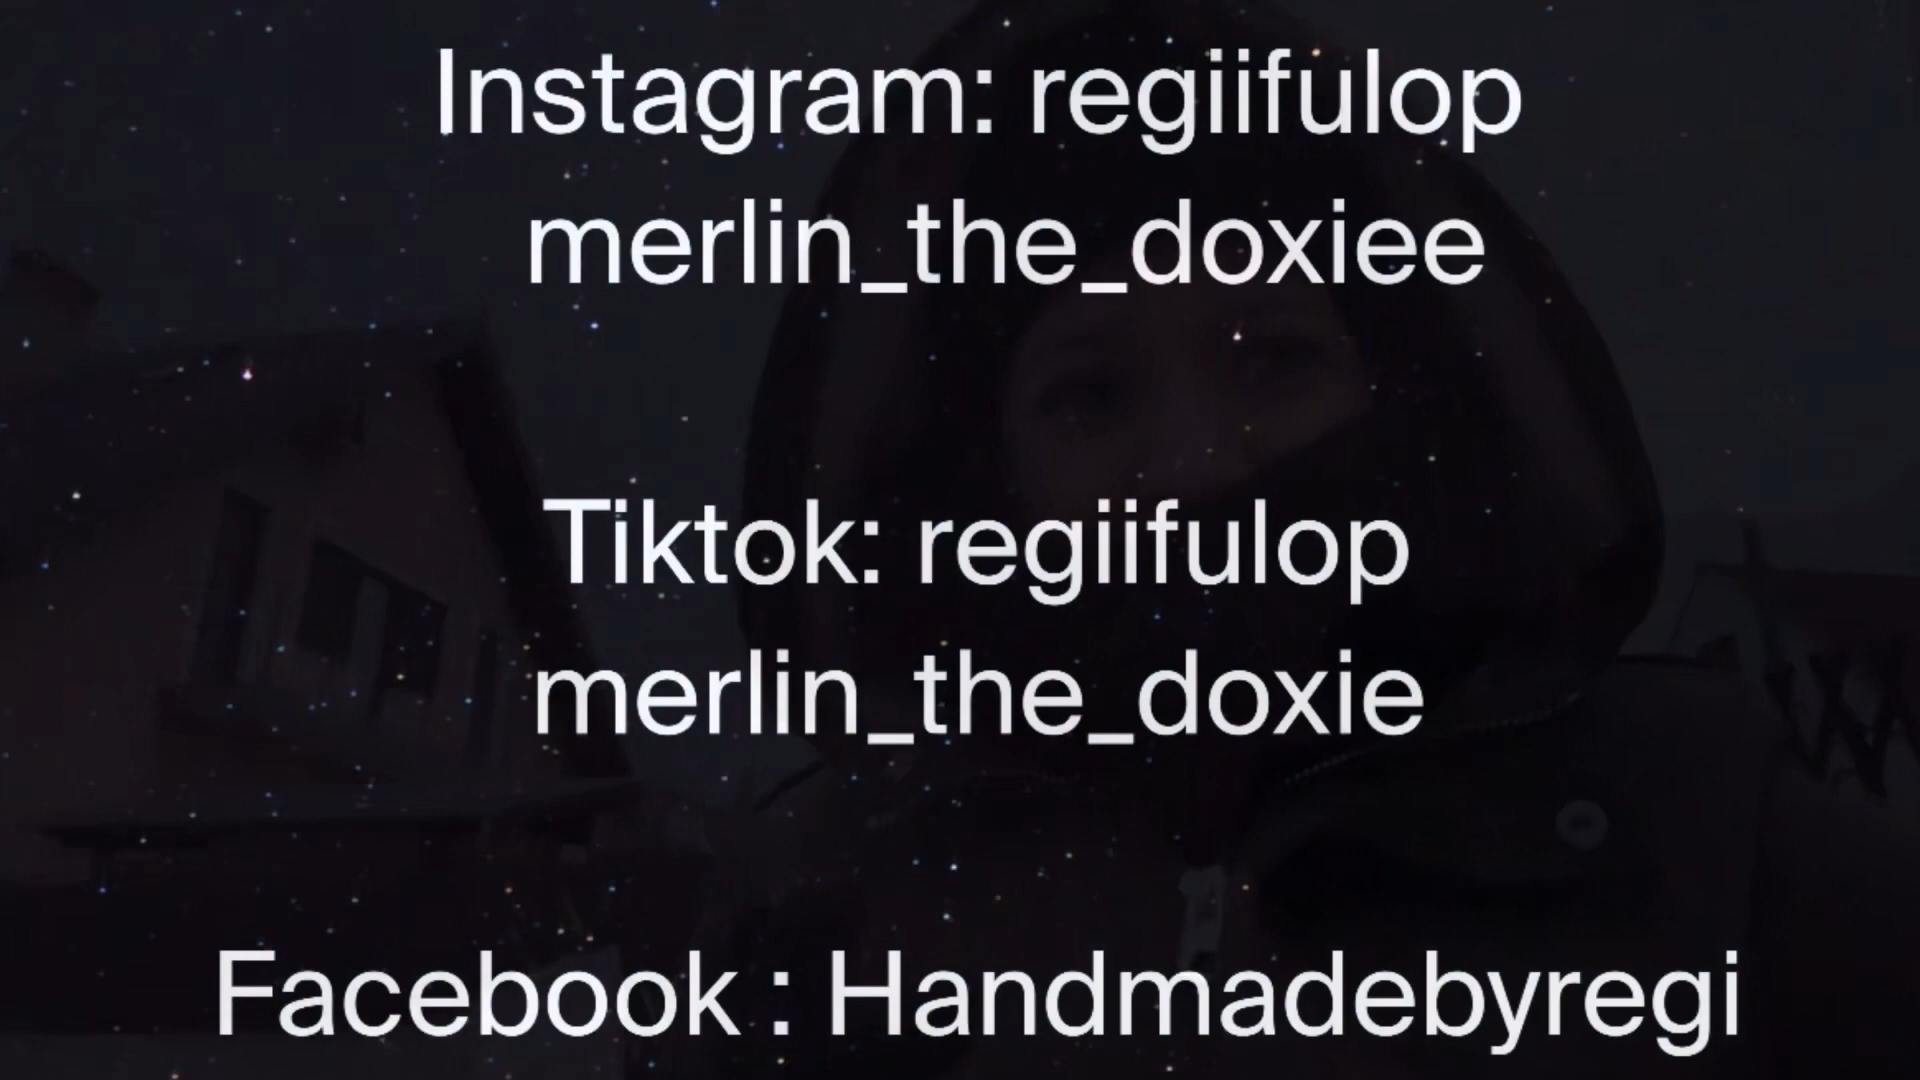 Instagram: regiifulop
merlin_the_doxiee
Tiktok: regiifulop
merlin_the_doxie
Facebook : Handmadebyregi